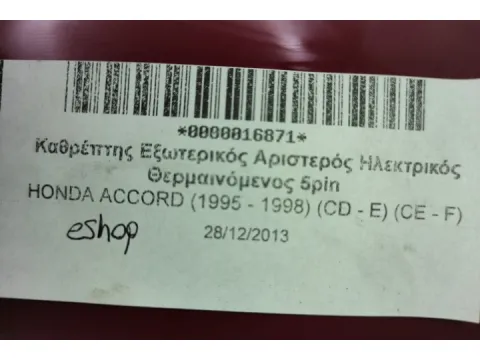 *0000016871*
Καθρέπτης Εξωτερικός Αριστερός Ηλεκτρικός
Θερμαινόμενος 5pin
HONDA ACCORD (1995 - 1998) (CD - E) (CE - F)
eshop 28/12/2013